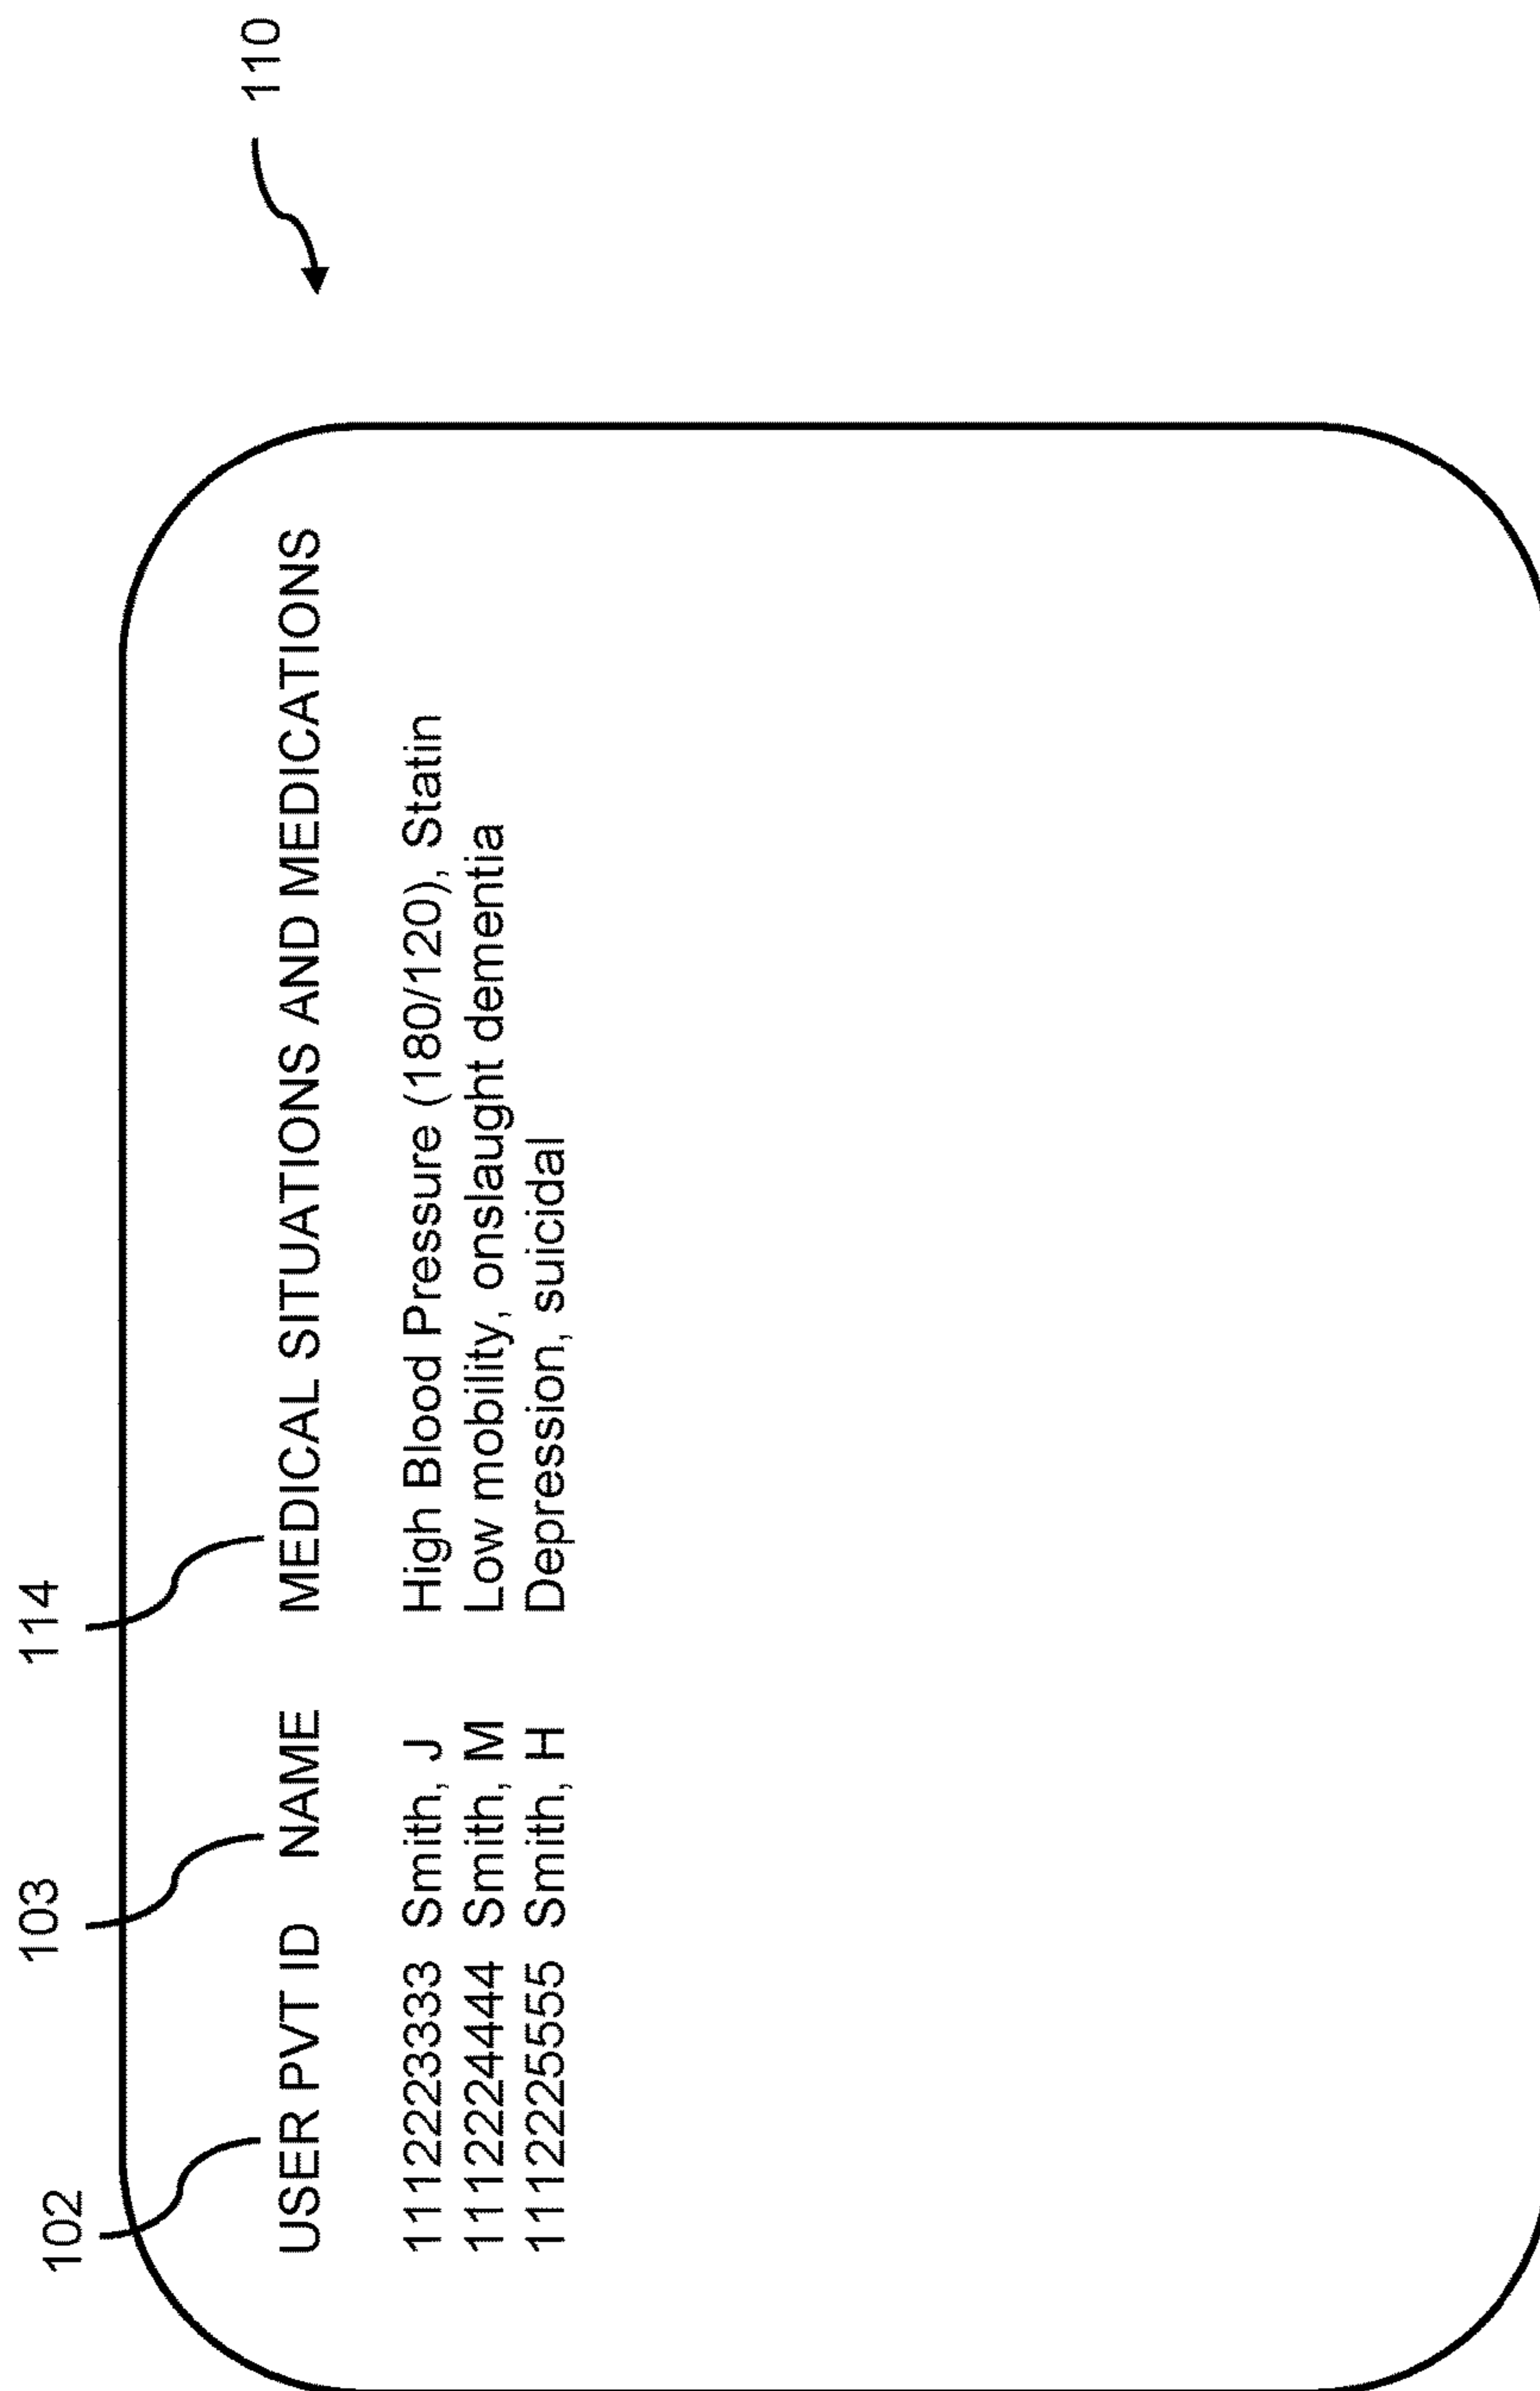 110
102 103 114
USER PVT ID NAME MEDICAL SITUATIONS AND MEDICATIONS
1112223333 Smith, J High Blood Pressure (180/120), Statin
1112224444 Smith, M Low mobility, onslaught dementia
1112225555 Smith, H Depression, suicidal